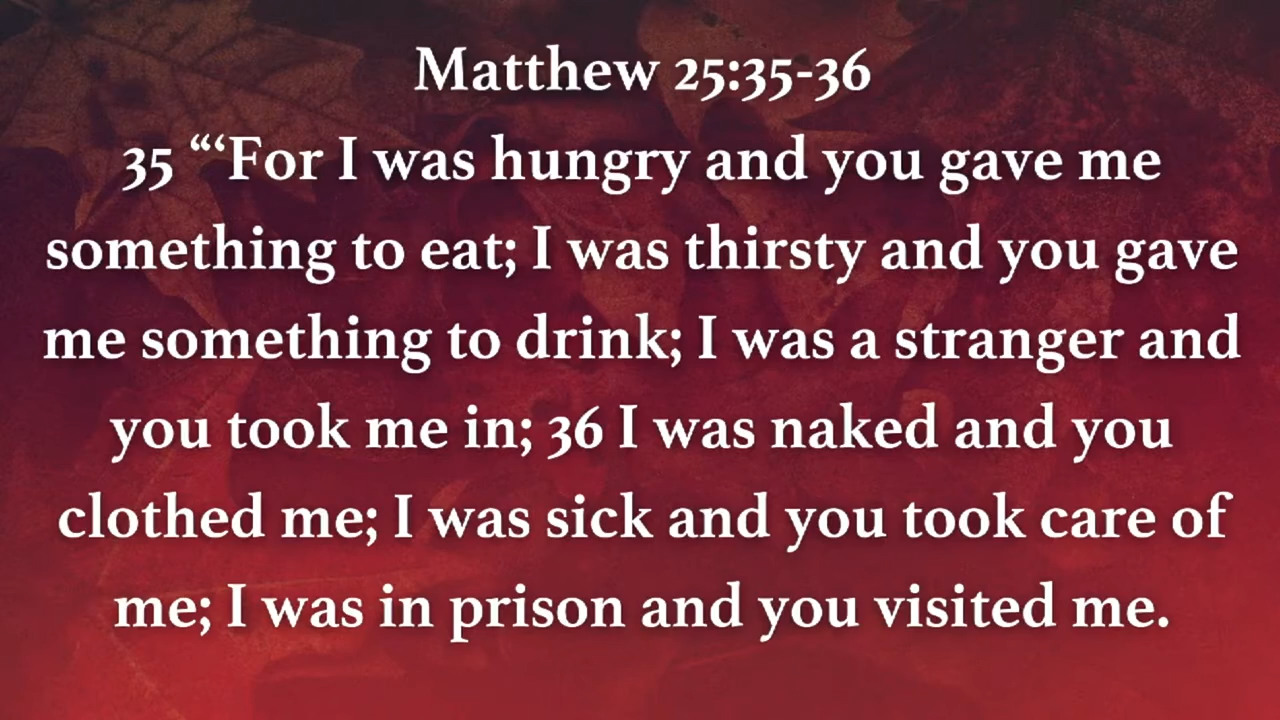 Matthew 25:35-36
35 “‘For I was hungry and you gave me
something to eat; I was thirsty and you gave
me something to drink; I was a stranger and
you took me in; 36 I was naked and you
clothed me; I was sick and you took care of
me; I was in prison and you visited me.